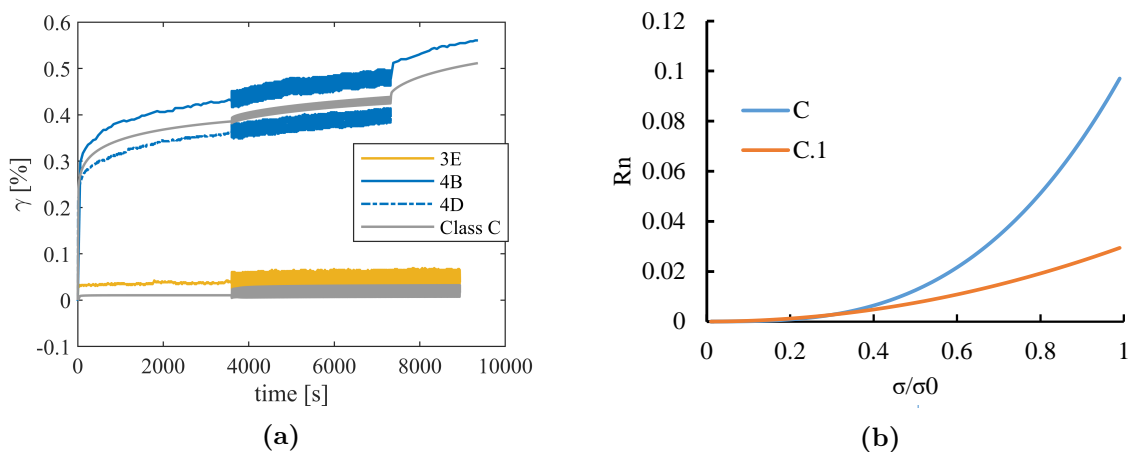 0.6
0.5
0.4
0.3
0.2
0.1
0
-0.1
γ [%]
3E
4B
4D
Class C
0 2000 4000 6000 8000 10000
time [s]
(a)
0.12
0.1
0.08
0.06
0.04
0.02
0
Rn
C
C.1
0 0.2 0.4 0.6 0.8 1
σ/σ0
(b)